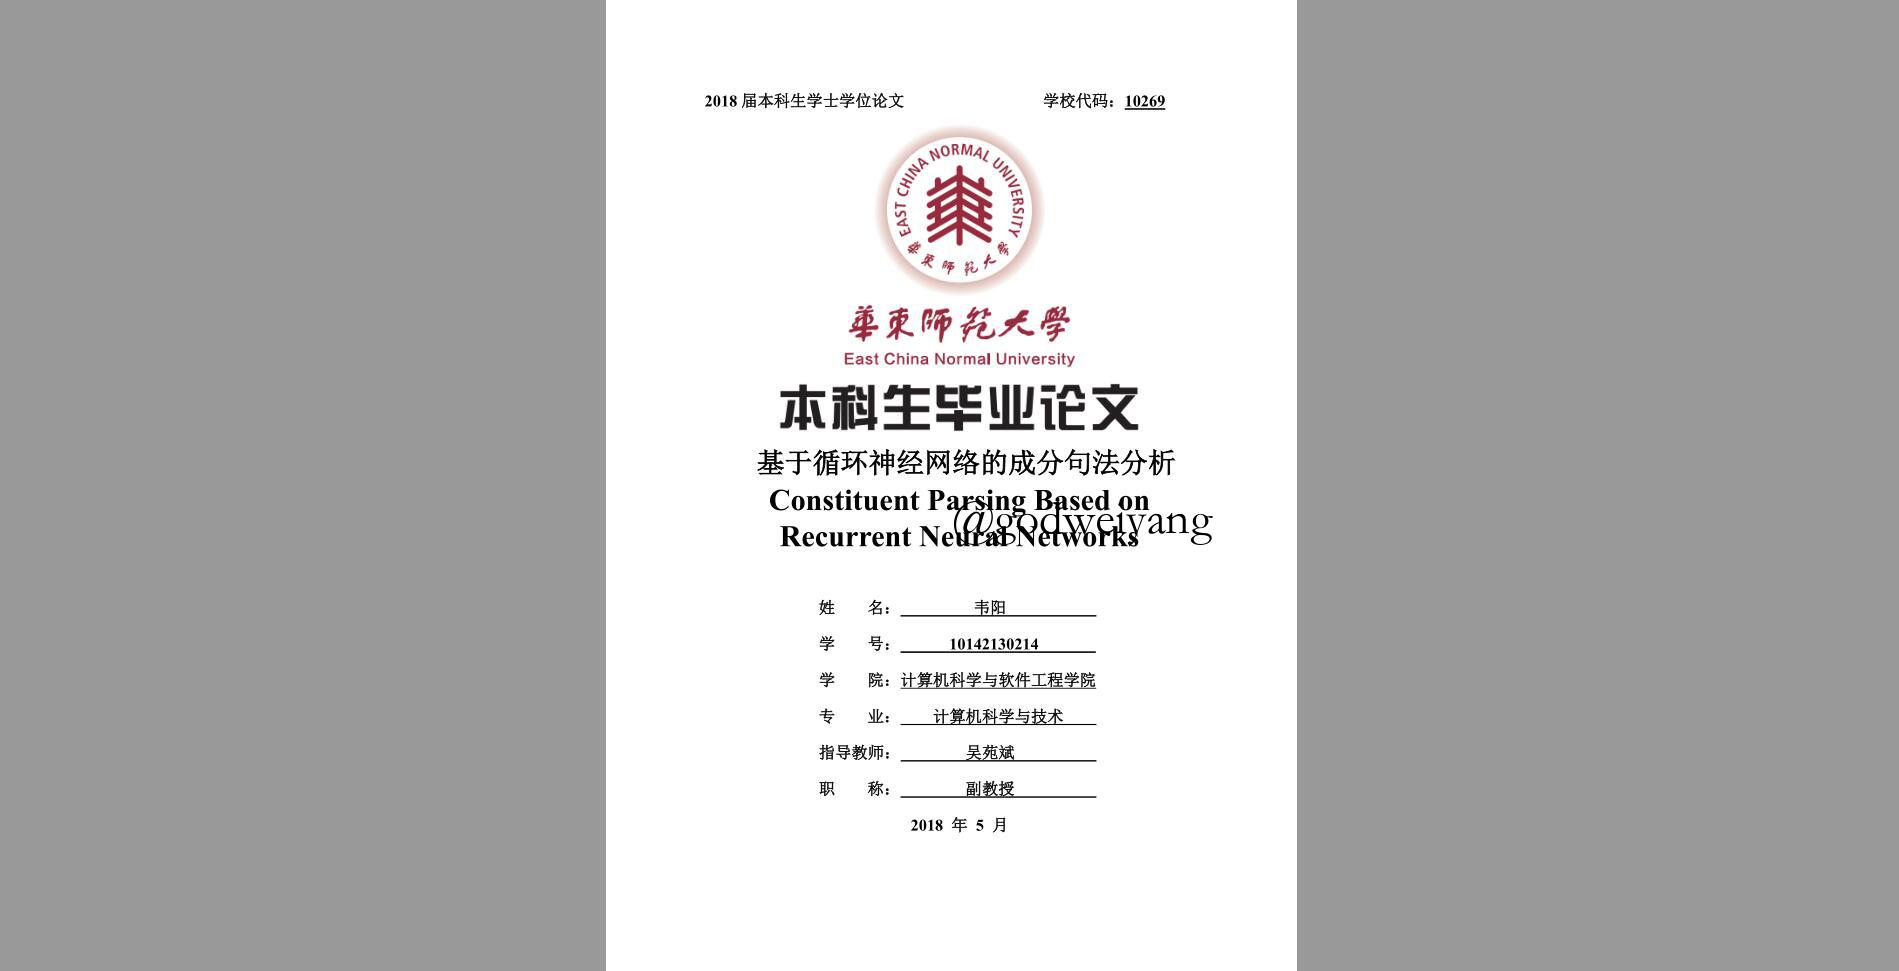 2018 届本科生学士学位论文 学校代码：10269
EAST CHINA NORMAL UNIVERSITY
華東師範大學
華東師範大學
East China Normal University
本科生毕业论文
基于循环神经网络的成分句法分析
Constituent Parsing Based on
@godweiyang
Recurrent Neural Networks
姓 名：韦阳
学 号：10142130214
学 院：计算机科学与软件工程学院
专 业：计算机科学与技术
指导教师：吴苑斌
职 称：副教授
2018 年 5 月